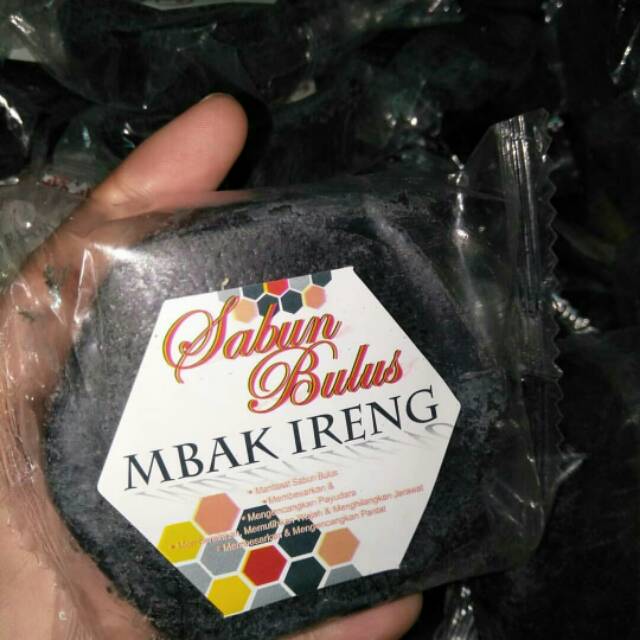 Sabun
Bulus
MBAK IRENG
• Manfaat Sabun Bulus
• Membesarkan &
Mengencangkan Payudara
Memutihkan Wajah & Menghilangkan Jerawat
• Membesarkan & Mengencangkan Pantat